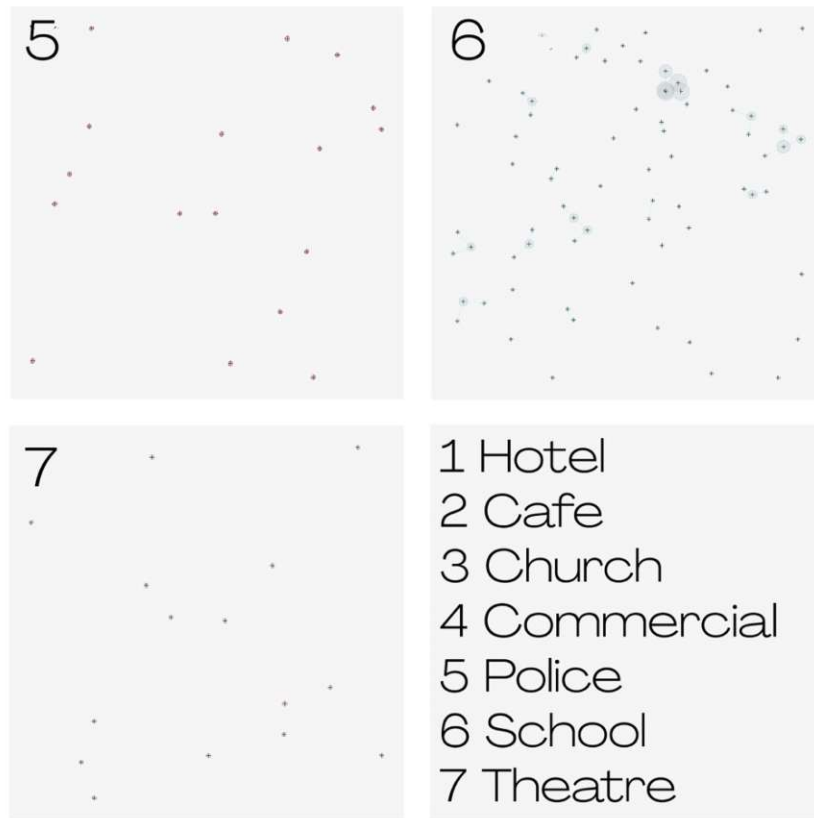 5
6
7
1 Hotel
2 Cafe
3 Church
4 Commercial
5 Police
6 School
7 Theatre